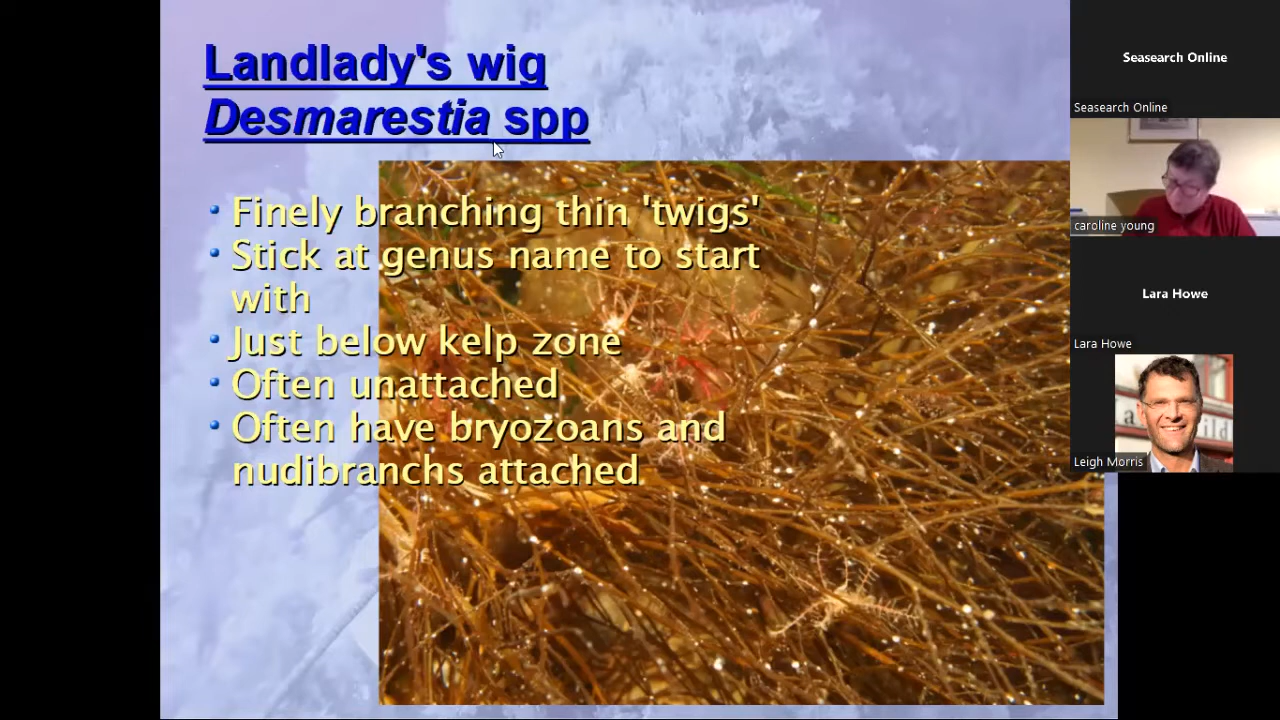 Landlady's wig
Desmarestia spp
Finely branching thin 'twigs'
Stick at genus name to start
with
Just below kelp zone
Often unattached
Often have bryozoans and
nudibranchs attached
Seasearch Online
Seasearch Online
caroline young
Lara Howe
Lara Howe
Leigh Morris